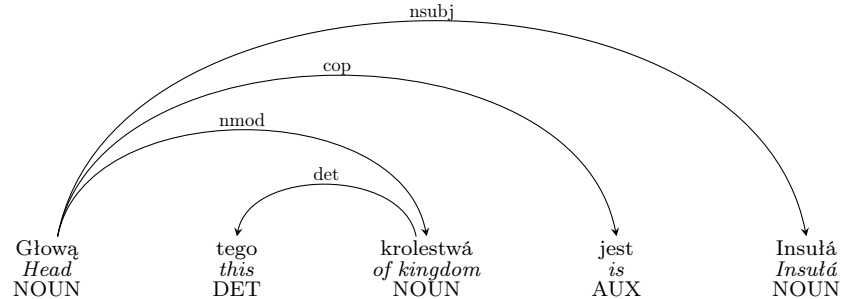 nsubj
cop
nmod
det
Głową tego krolestwá jest Insułá
Head this of kingdom is Insułá
NOUN DET NOUN AUX NOUN